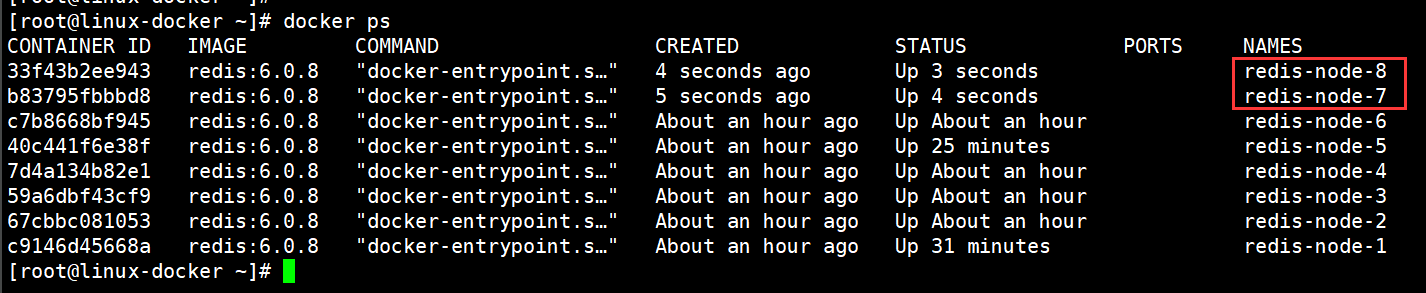 [root@linux-docker ~]# docker ps
CONTAINER ID   IMAGE         COMMAND                  CREATED             STATUS             PORTS     NAMES
33f43b2ee943   redis:6.0.8   "docker-entrypoint.s…"   4 seconds ago       Up 3 seconds                 redis-node-8
b83795fbbbd8   redis:6.0.8   "docker-entrypoint.s…"   5 seconds ago       Up 4 seconds                 redis-node-7
c7b8668bf945   redis:6.0.8   "docker-entrypoint.s…"   About an hour ago   Up About an hour             redis-node-6
40c441f6e38f   redis:6.0.8   "docker-entrypoint.s…"   About an hour ago   Up 25 minutes                redis-node-5
7d4a134b82e1   redis:6.0.8   "docker-entrypoint.s…"   About an hour ago   Up About an hour             redis-node-4
59a6dbf43cf9   redis:6.0.8   "docker-entrypoint.s…"   About an hour ago   Up About an hour             redis-node-3
67cbbc081053   redis:6.0.8   "docker-entrypoint.s…"   About an hour ago   Up About an hour             redis-node-2
c9146d45668a   redis:6.0.8   "docker-entrypoint.s…"   About an hour ago   Up 31 minutes                redis-node-1
[root@linux-docker ~]#